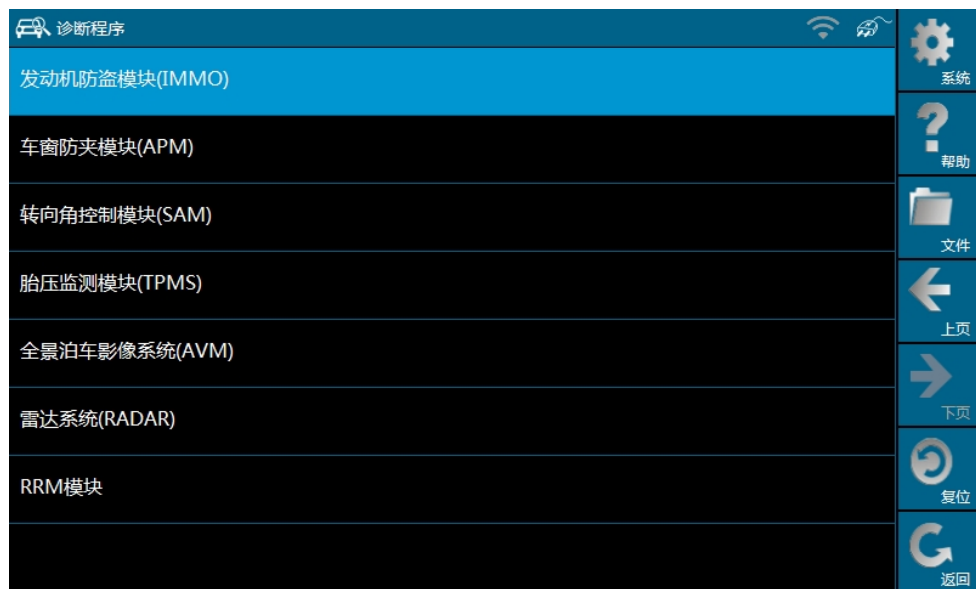 诊断程序
发动机防盗模块(IMMO)
车窗防夹模块(APM)
转向角控制模块(SAM)
胎压监测模块(TPMS)
全景泊车影像系统(AVM)
雷达系统(RADAR)
RRM模块
系统
帮助
文件
上页
下页
复位
返回